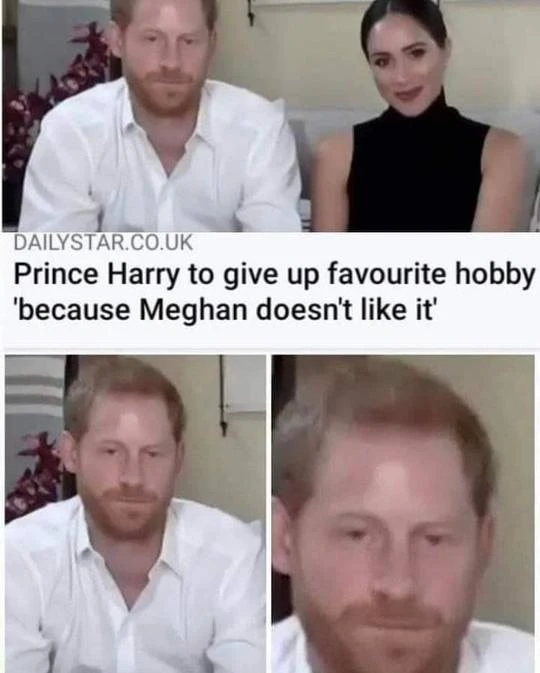 DAILYSTAR.CO.UK
Prince Harry to give up favourite hobby
'because Meghan doesn't like it'